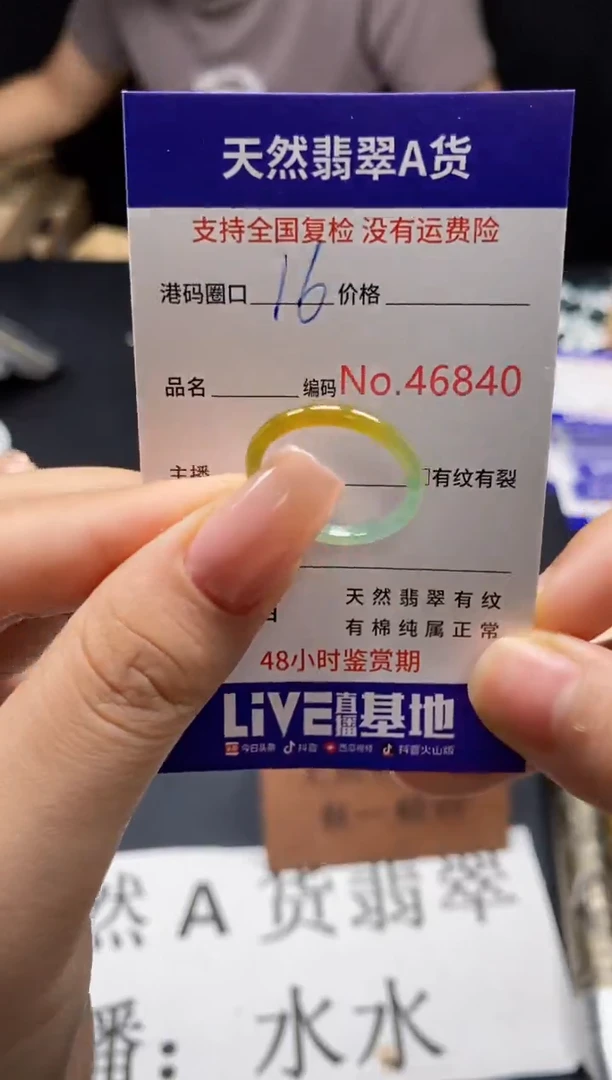 天然翡翠A货
支持全国复检 没有运费险
港码圈口 16 价格
品名 编码 No.46840
主播 □有纹有裂
天然翡翠有纹
有棉纯属正常
48小时鉴赏期
LiVE直播基地
今日头条 抖音 西瓜视频 抖音火山版
然A货翡翠
播：水水